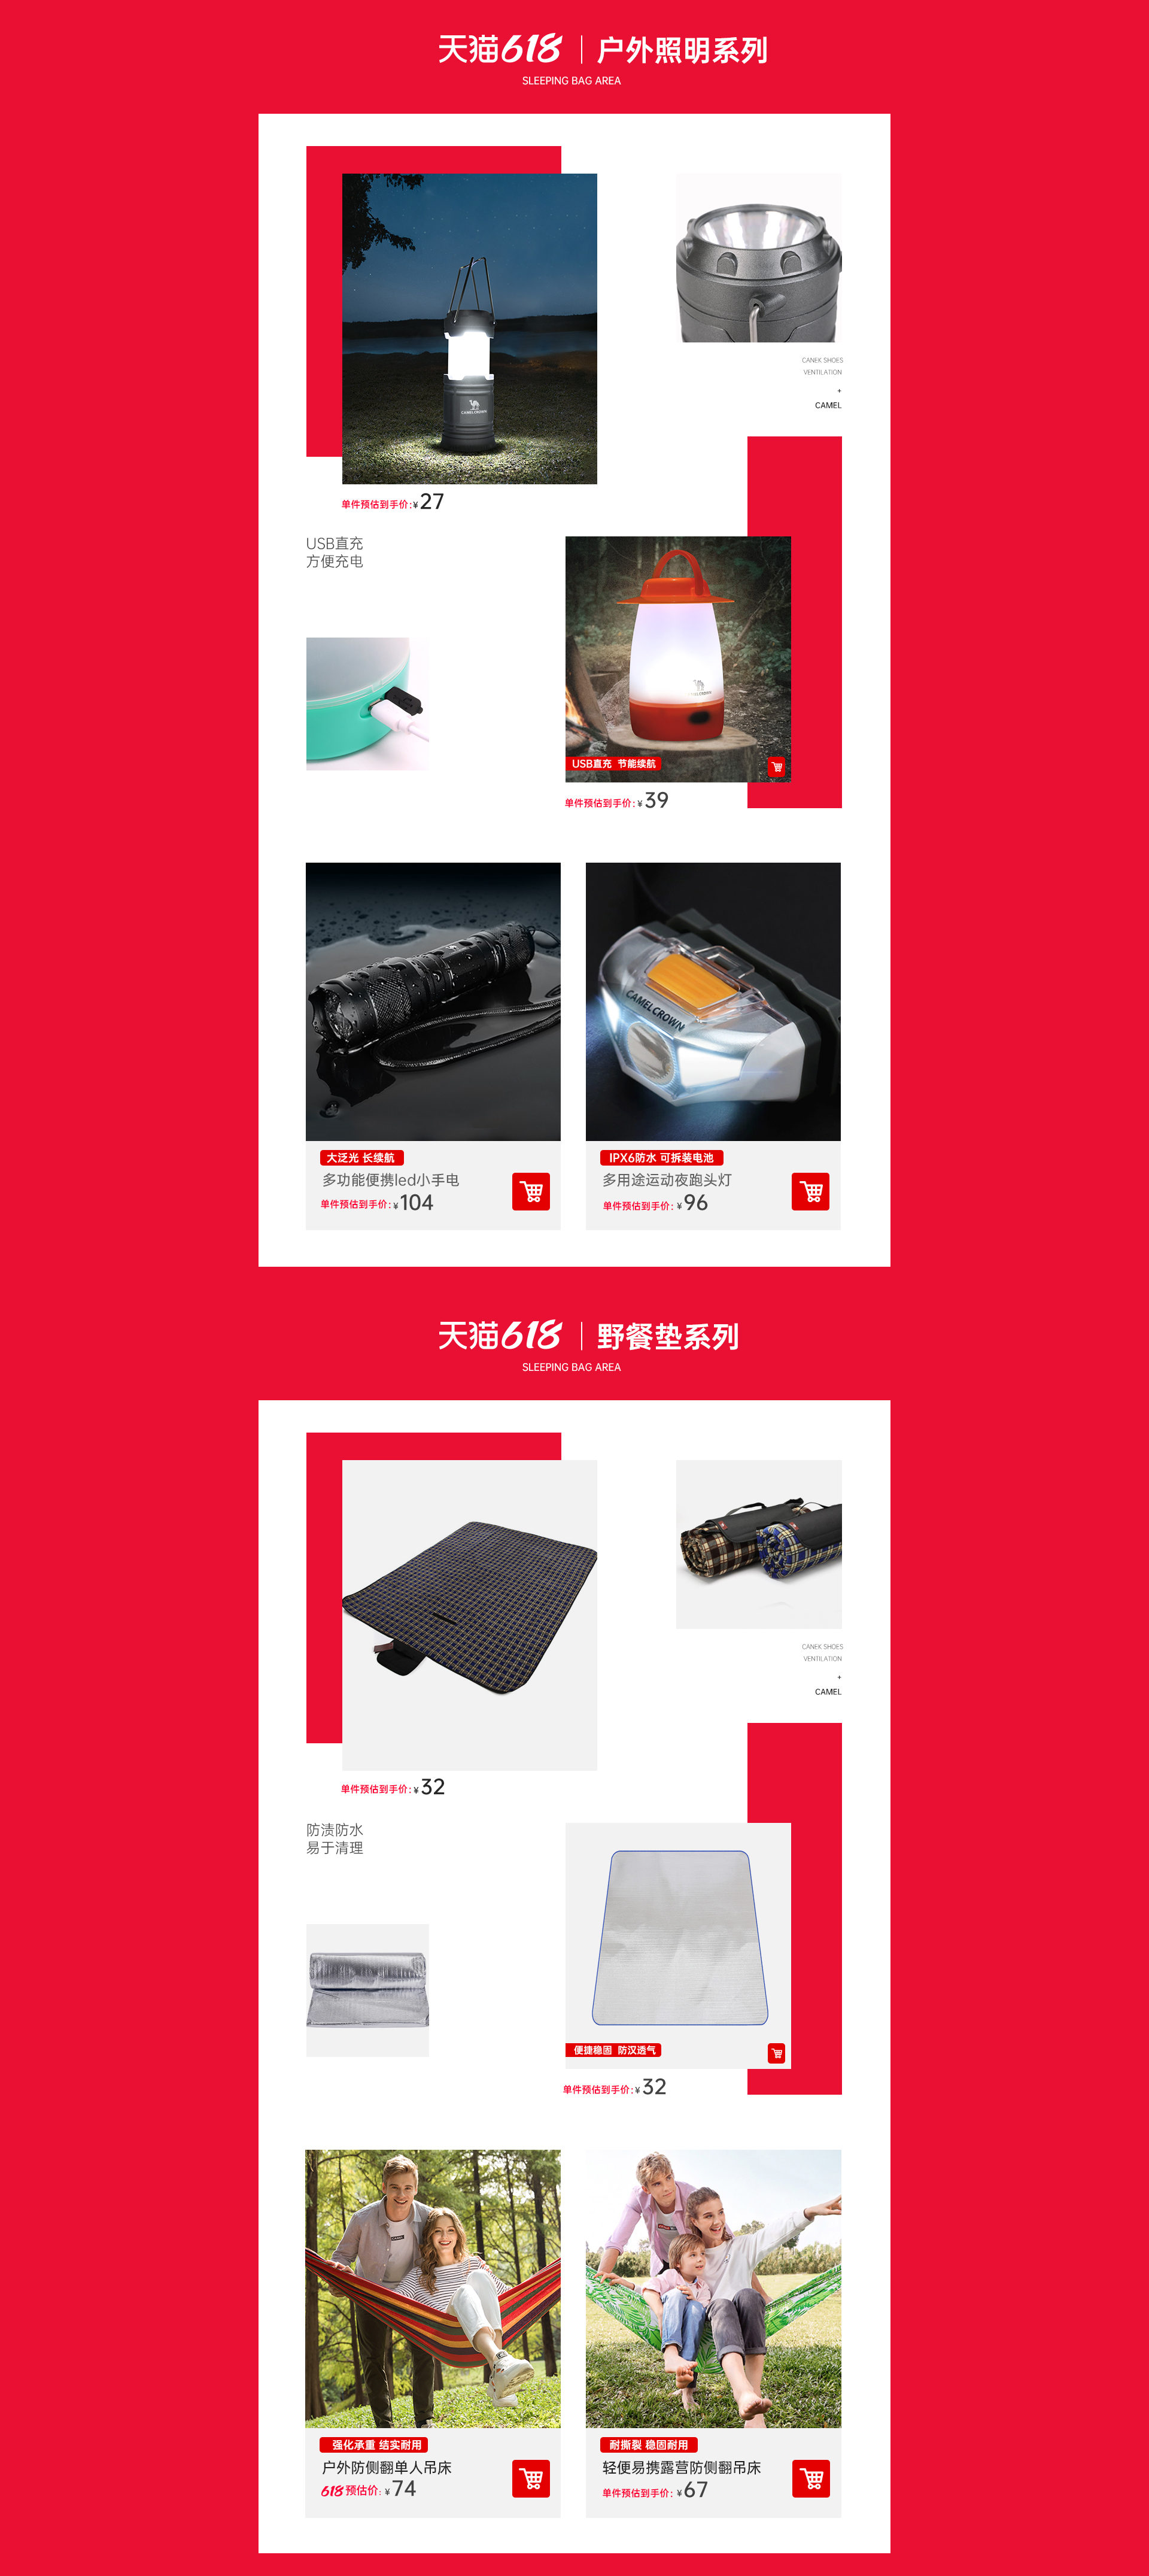 天猫618 | 户外照明系列
SLEEPING BAG AREA
CAMELCROWN
CANEK SHOES
VENTILATION
+
CAMEL
单件预估到手价:¥27
USB直充
方便充电
USB直充 节能续航
单件预估到手价:¥39
CAMELCROWN
大泛光 长续航
多功能便携led小手电
单件预估到手价:¥104
IPX6防水 可拆装电池
多用途运动夜跑头灯
单件预估到手价:¥96
天猫618 | 野餐垫系列
SLEEPING BAG AREA
CANEK SHOES
VENTILATION
+
CAMEL
单件预估到手价:¥32
防渍防水
易于清理
便捷稳固 防汉透气
单件预估到手价:¥32
CAMEL
强化承重 结实耐用
户外防侧翻单人吊床
618预估价:¥74
耐撕裂 稳固耐用
轻便易携露营防侧翻吊床
单件预估到手价:¥67